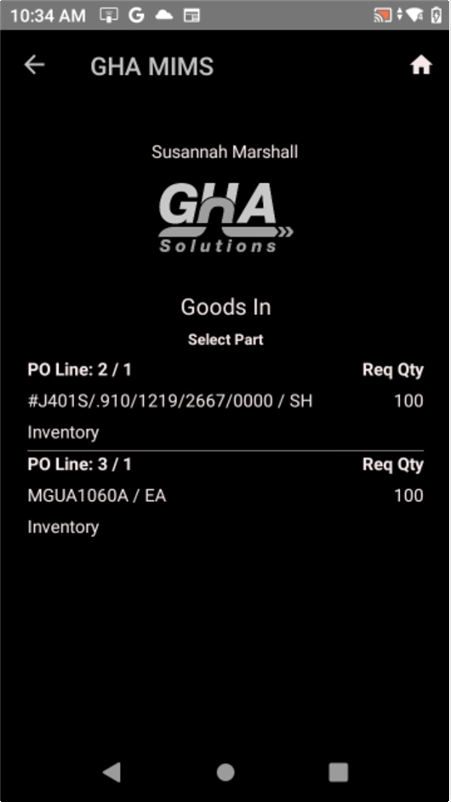 10:34 AM G
GHA MIMS
Susannah Marshall
GHA
Solutions
Goods In
Select Part
PO Line: 2 / 1 Req Qty
#J401S/.910/1219/2667/0000 / SH 100
Inventory
PO Line: 3 / 1 Req Qty
MGUA1060A / EA 100
Inventory